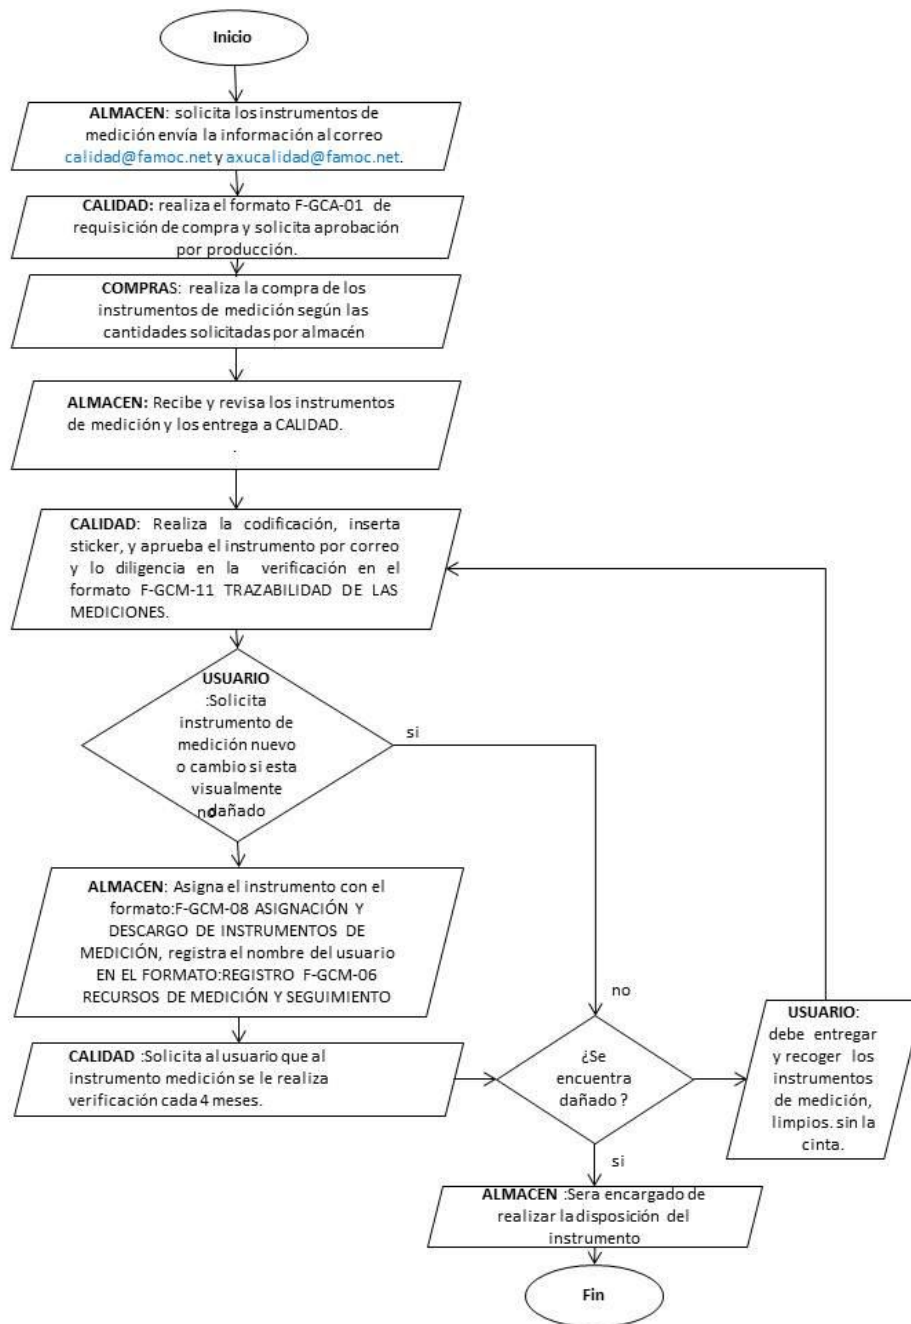 Inicio
ALMACEN: solicita los instrumentos de
medición envía la información al correo
calidad@famoc.net y axucalidad@famoc.net.
CALIDAD: realiza el formato F-GCA-01 de
requisición de compra y solicita aprobación
por producción.
COMPRAS: realiza la compra de los
instrumentos de medición según las
cantidades solicitadas por almacén
ALMACEN: Recibe y revisa los instrumentos
de medición y los entrega a CALIDAD.
.
CALIDAD: Realiza la codificación, inserta
sticker, y aprueba el instrumento por correo
y lo diligencia en la verificación en el
formato F-GCM-11 TRAZABILIDAD DE LAS
MEDICIONES.
USUARIO
:Solicita
instrumento de
medición nuevo
o cambio si esta
visualmente
dañado
si
no
ALMACEN: Asigna el instrumento con el
formato:F-GCM-08 ASIGNACIÓN Y
DESCARGO DE INSTRUMENTOS DE
MEDICIÓN, registra el nombre del usuario
EN EL FORMATO:REGISTRO F-GCM-06
RECURSOS DE MEDICIÓN Y SEGUIMIENTO
CALIDAD :Solicita al usuario que al
instrumento medición se le realiza
verificación cada 4 meses.
¿Se
encuentra
dañado ?
no
USUARIO:
debe entregar
y recoger los
instrumentos
de medición,
limpios. sin la
cinta.
si
ALMACEN :Sera encargado de
realizar la disposición del
instrumento
Fin